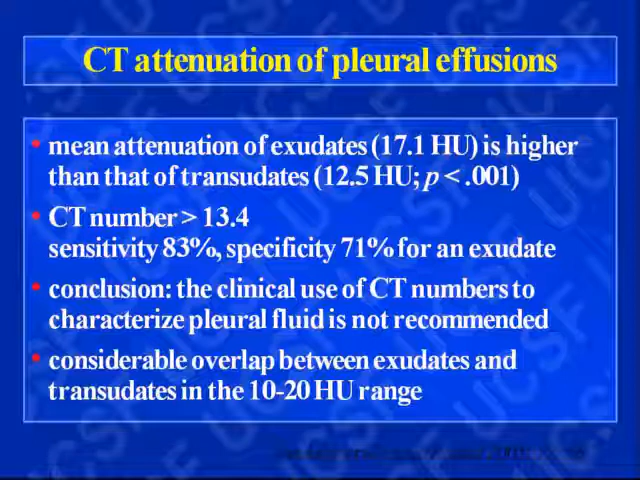 CT attenuation of pleural effusions
• mean attenuation of exudates (17.1 HU) is higher
than that of transudates (12.5 HU; p < .001)
• CT number > 13.4
sensitivity 83%, specificity 71% for an exudate
• conclusion: the clinical use of CT numbers to
characterize pleural fluid is not recommended
• considerable overlap between exudates and
transudates in the 10-20 HU range
UCSF